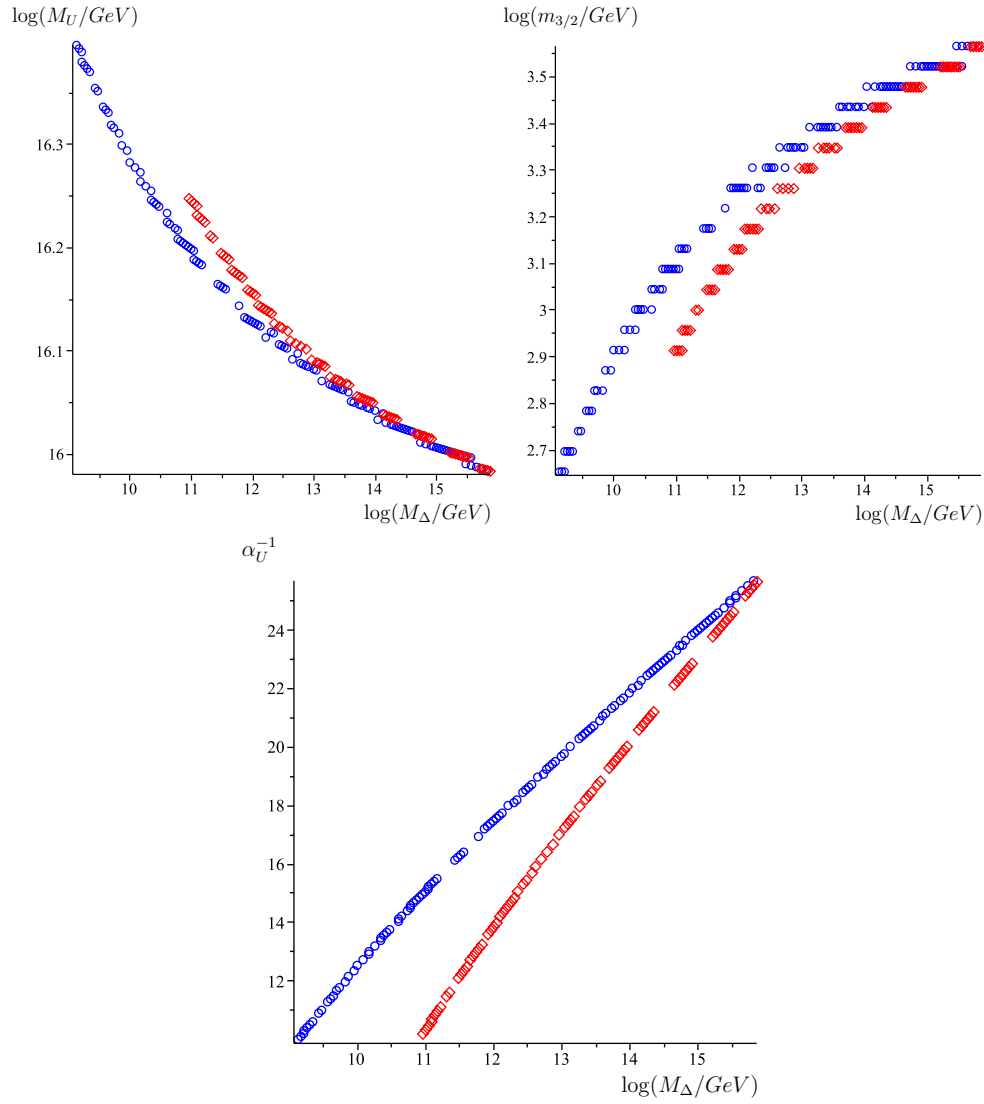 log(M_U/GeV)
16.3
16.2
16.1
16
10 11 12 13 14 15
log(M_Δ/GeV)
log(m_{3/2}/GeV)
3.5
3.4
3.3
3.2
3.1
3
2.9
2.8
2.7
10 11 12 13 14 15
log(M_Δ/GeV)
α_U^{-1}
24
22
20
18
16
14
12
10 11 12 13 14 15
log(M_Δ/GeV)